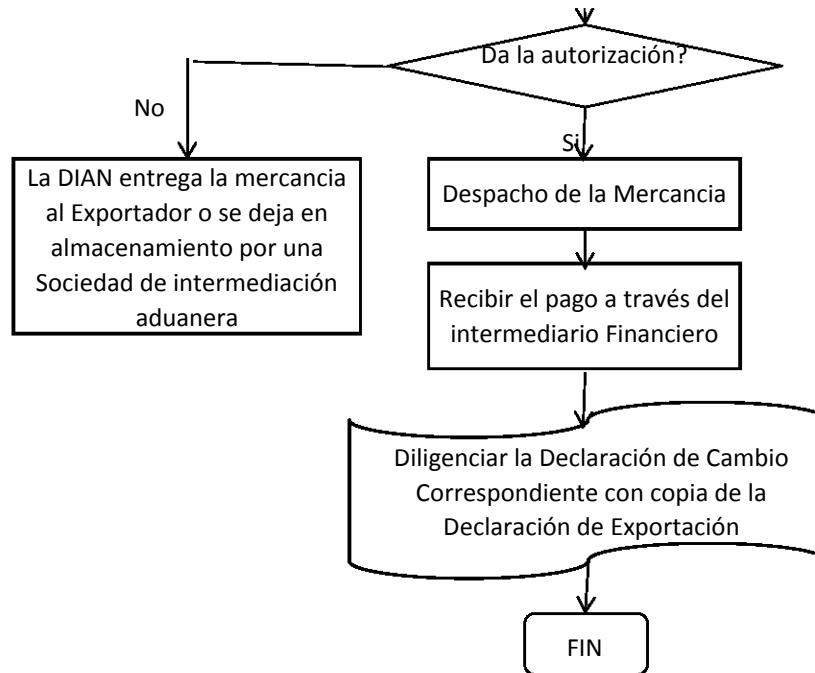 Da la autorización?
No
Si
La DIAN entrega la mercancia
al Exportador o se deja en
almacenamiento por una
Sociedad de intermediación
aduanera
Despacho de la Mercancia
Recibir el pago a través del
intermediario Financiero
Diligenciar la Declaración de Cambio
Correspondiente con copia de la
Declaración de Exportación
FIN